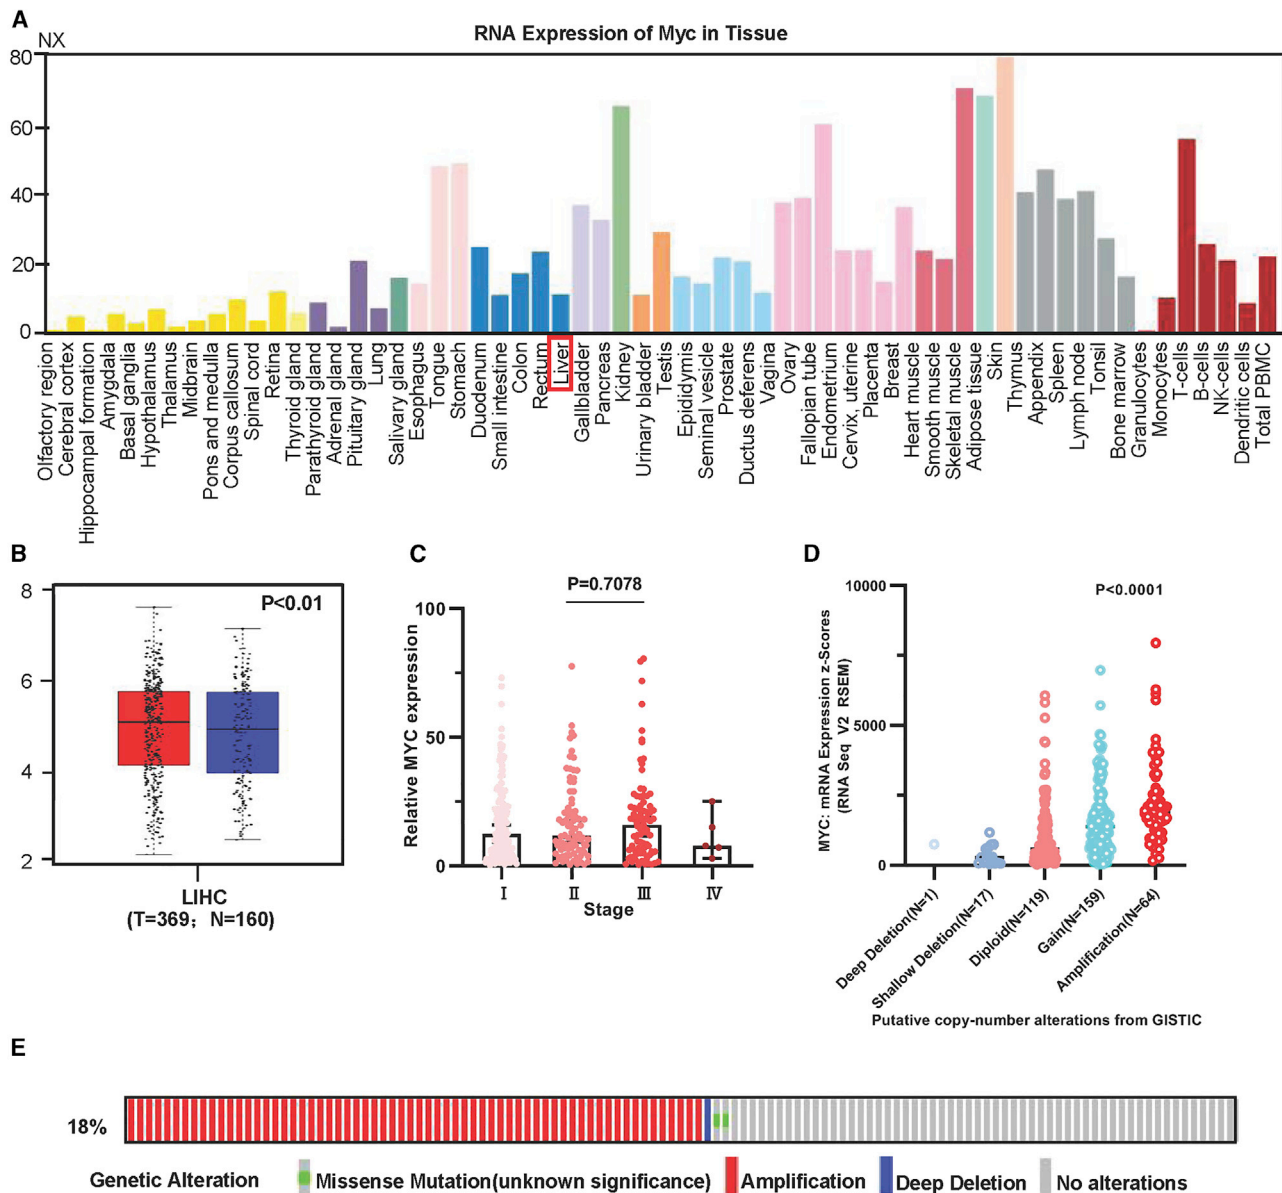 A
NX
RNA Expression of Myc in Tissue
80
60
40
20
0
Olfactory region
Cerebral cortex
Hippocampal formation
Amygdala
Basal ganglia
Hypothalamus
Thalamus
Midbrain
Pons and medulla
Corpus callosum
Spinal cord
Retina
Thyroid gland
Parathyroid gland
Adrenal gland
Pituitary gland
Lung
Salivary gland
Esophagus
Tongue
Stomach
Duodenum
Small intestine
Colon
Rectum
Liver
Gallbladder
Pancreas
Kidney
Urinary bladder
Testis
Epididymis
Seminal vesicle
Prostate
Ductus deferens
Vagina
Ovary
Fallopian tube
Endometrium
Cervix, uterine
Placenta
Breast
Heart muscle
Smooth muscle
Skeletal muscle
Adipose tissue
Skin
Thymus
Appendix
Spleen
Lymph node
Tonsil
Bone marrow
Granulocytes
Monocytes
T-cells
B-cells
NK-cells
Dendritic cells
Total PBMC
B
8
6
4
2
P<0.01
LIHC
(T=369; N=160)
C
P=0.7078
Relative MYC expression
100
50
0
I
II
III
IV
Stage
D
P<0.0001
MYC: mRNA Expression z-Scores
(RNA Seq V2 RSEM)
10000
5000
0
Deep Deletion(N=1)
Shallow Deletion(N=17)
Diploid(N=119)
Gain(N=159)
Amplification(N=64)
Putative copy-number alterations from GISTIC
E
18%
Genetic Alteration
Missense Mutation(unknown significance)
Amplification
Deep Deletion
No alterations